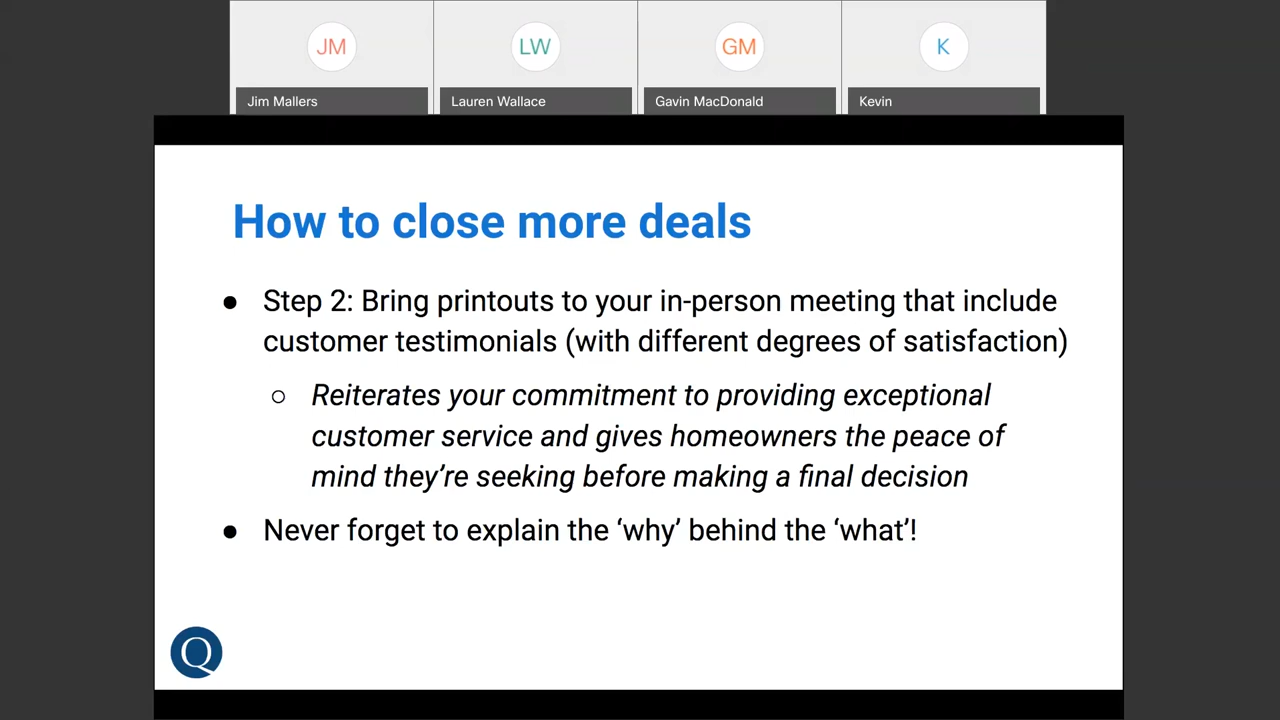 JM
LW
GM
K
Jim Mallers
Lauren Wallace
Gavin MacDonald
Kevin
How to close more deals
● Step 2: Bring printouts to your in-person meeting that include
customer testimonials (with different degrees of satisfaction)
○ Reiterates your commitment to providing exceptional
customer service and gives homeowners the peace of
mind they’re seeking before making a final decision
● Never forget to explain the ‘why’ behind the ‘what’!
Q